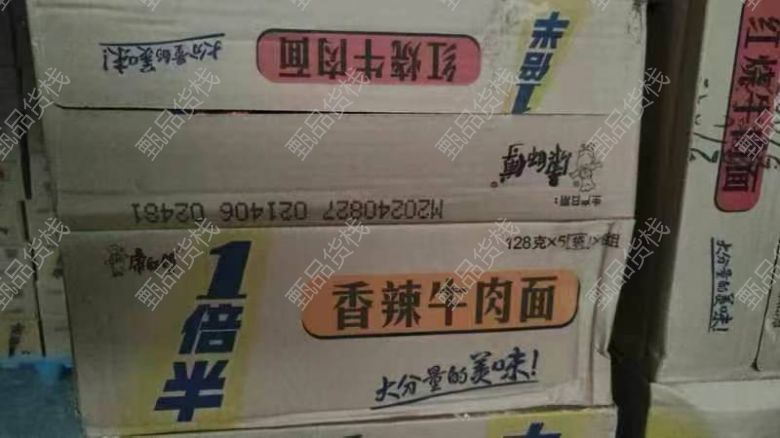 大分量的美味!
红烧牛肉面
1倍半
红烧牛肉面
康师傅
生产日期:
M20240827 021406 02481
128克×5
康师傅
1倍半
香辣牛肉面
大分量的美味!
大分量的美味!
甄品货栈